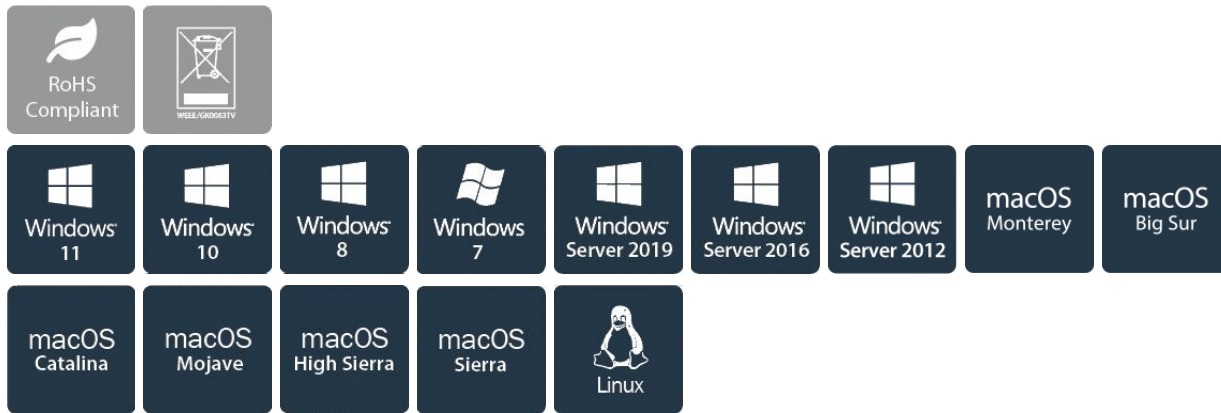 RoHS
Compliant
WEEE/GK0083TV
Windows
11
Windows
10
Windows
8
Windows
7
Windows
Server 2019
Windows
Server 2016
Windows
Server 2012
macOS
Monterey
macOS
Big Sur
macOS
Catalina
macOS
Mojave
macOS
High Sierra
macOS
Sierra
Linux